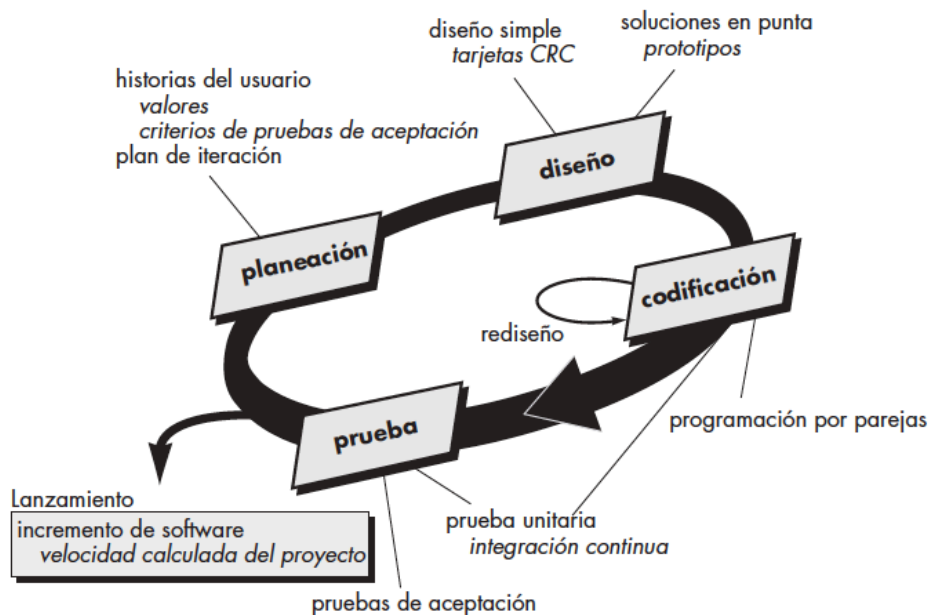 diseño simple
tarjetas CRC
soluciones en punta
prototipos
historias del usuario
valores
criterios de pruebas de aceptación
plan de iteración
diseño
planeación
codificación
rediseño
prueba
programación por parejas
Lanzamiento
incremento de software
velocidad calculada del proyecto
prueba unitaria
integración continua
pruebas de aceptación